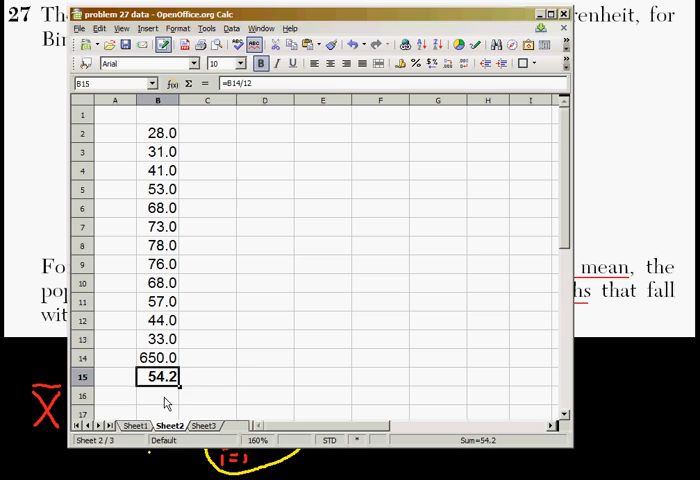 27 The
renheit, for
Bin
problem 27 data - OpenOffice.org Calc
File Edit View Insert Format Tools Data Window Help
Arial 10 B I U
B15 f(x) Σ = =B14/12
A B C D E F G H I
1
2 28.0
3 31.0
4 41.0
5 53.0
6 68.0
7 73.0
8 78.0
9 76.0
10 68.0
11 57.0
12 44.0
13 33.0
14 650.0
15 54.2
16
17
Fo
mean, the
pop
hs that fall
wit
Sheet1 Sheet2 Sheet3
Sheet 2 / 3 Default 160% STD * Sum=54.2
X̅